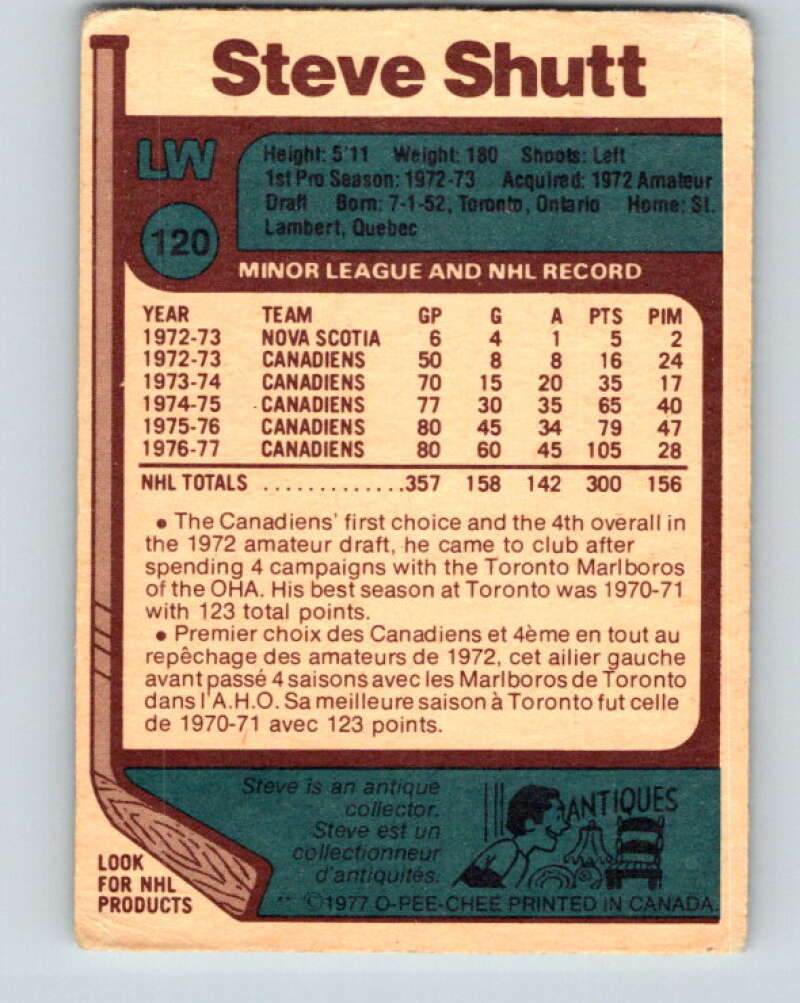 Steve Shutt
LW
Height: 5'11 Weight: 180 Shoots: Left
1st Pro Season: 1972-73 Acquired: 1972 Amateur
Draft Born: 7-1-52, Toronto, Ontario Home: St.
Lambert, Quebec
120
MINOR LEAGUE AND NHL RECORD
YEAR TEAM GP G A PTS PIM
1972-73 NOVA SCOTIA 6 4 1 5 2
1972-73 CANADIENS 50 8 8 16 24
1973-74 CANADIENS 70 15 20 35 17
1974-75 CANADIENS 77 30 35 65 40
1975-76 CANADIENS 80 45 34 79 47
1976-77 CANADIENS 80 60 45 105 28
NHL TOTALS .............357 158 142 300 156
• The Canadiens' first choice and the 4th overall in
the 1972 amateur draft, he came to club after
spending 4 campaigns with the Toronto Marlboros
of the OHA. His best season at Toronto was 1970-71
with 123 total points.
• Premier choix des Canadiens et 4ème en tout au
repêchage des amateurs de 1972, cet ailier gauche
avant passé 4 saisons avec les Marlboros de Toronto
dans l'A.H.O. Sa meilleure saison à Toronto fut celle
de 1970-71 avec 123 points.
Steve is an antique
collector.
Steve est un
collectionneur
d'antiquités.
ANTIQUES
LOOK
FOR NHL
PRODUCTS
** ©1977 O-PEE-CHEE PRINTED IN CANADA.